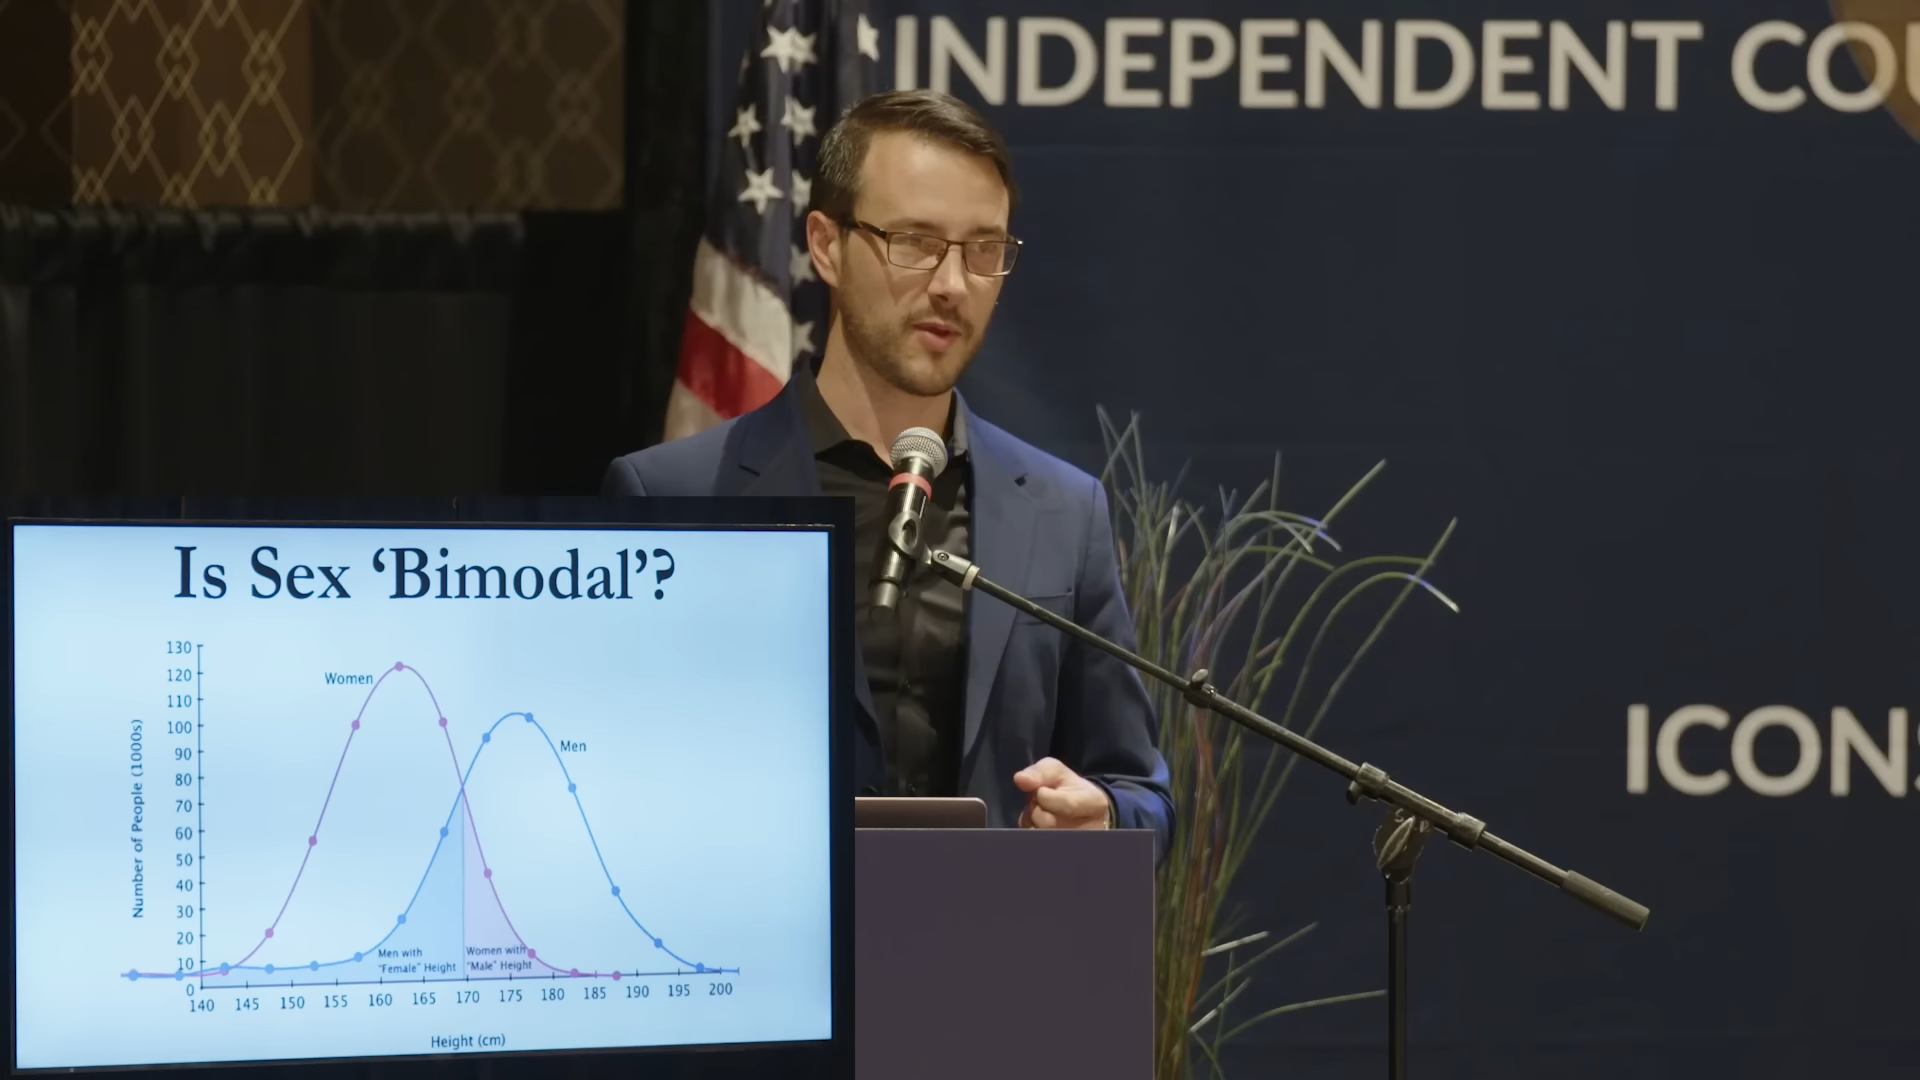 INDEPENDENT COU
ICONS
Is Sex ‘Bimodal’?
130
120
110
100
90
80
70
60
50
40
30
20
10
0
Number of People (1000s)
Women
Men
Men with
"Female" Height
Women with
"Male" Height
140 145 150 155 160 165 170 175 180 185 190 195 200
Height (cm)